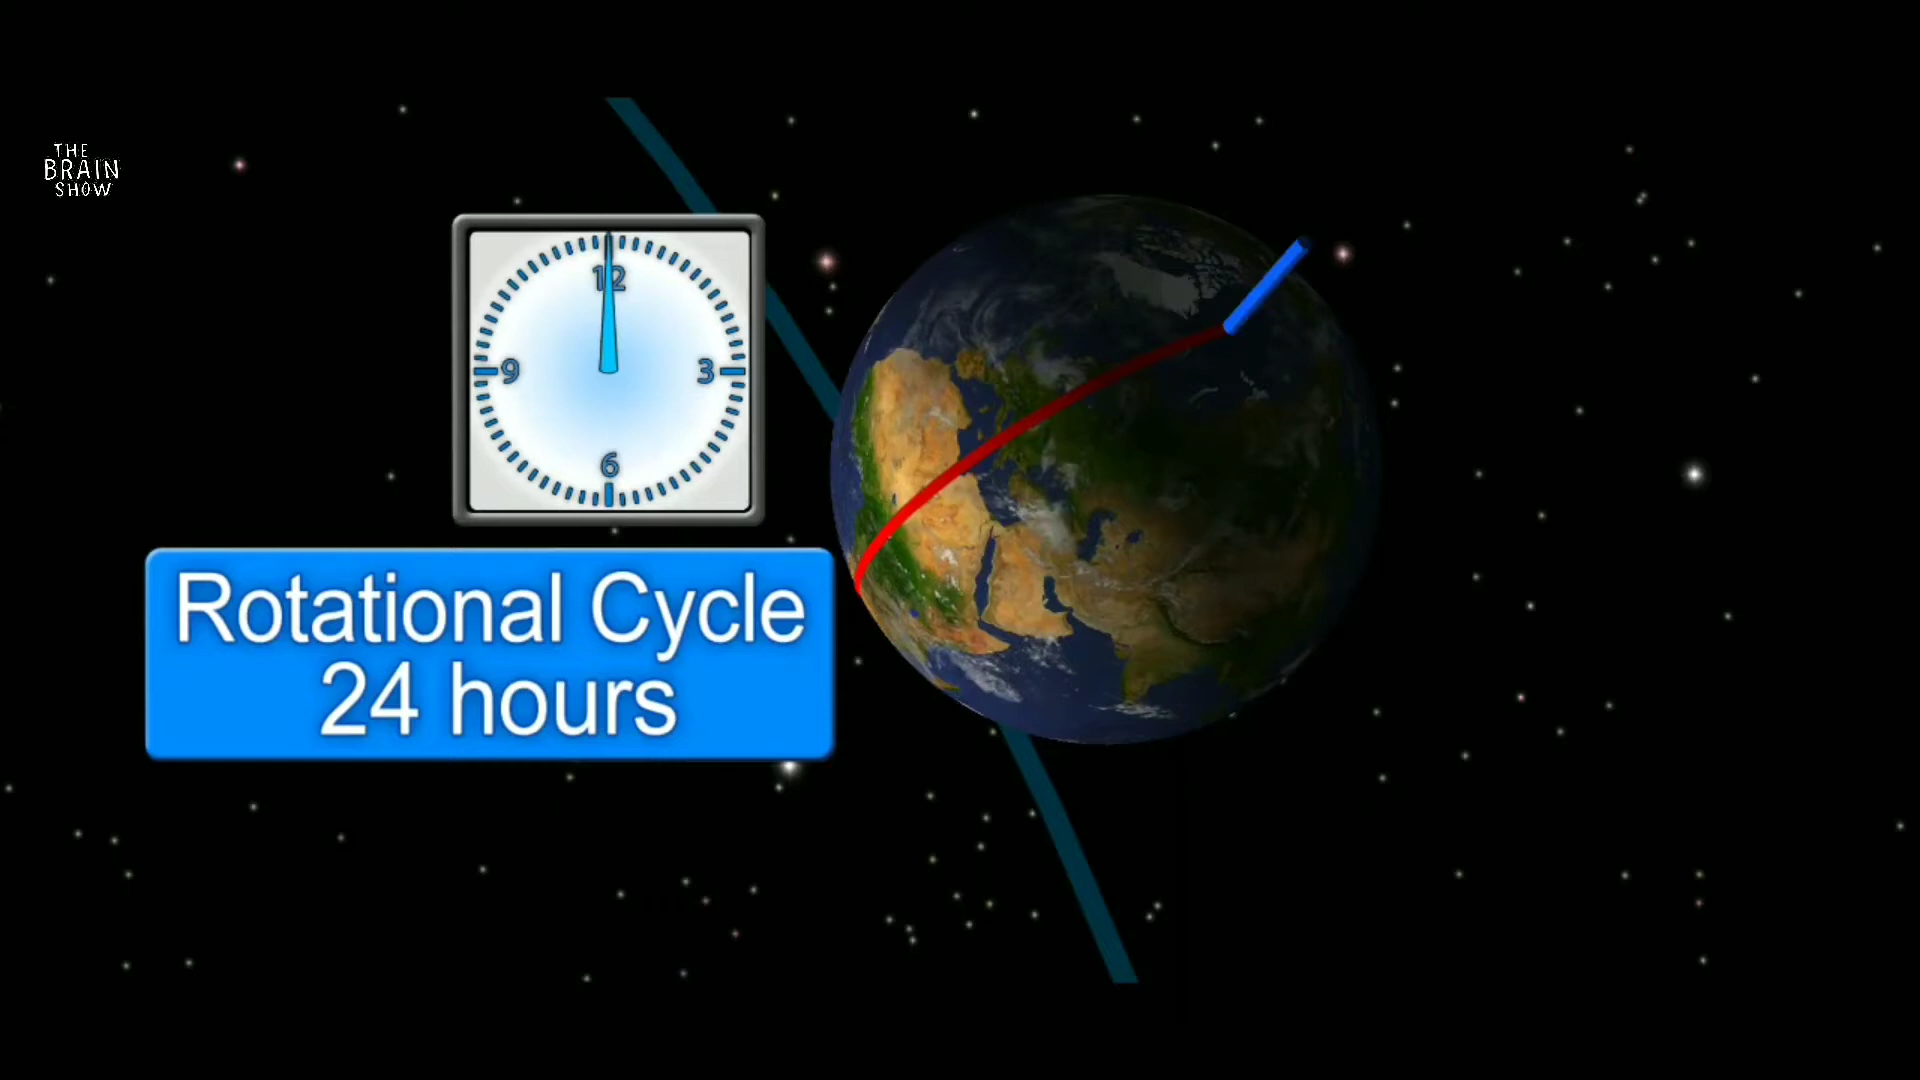 THE
BRAIN
SHOW
12
9
3
6
Rotational Cycle
24 hours